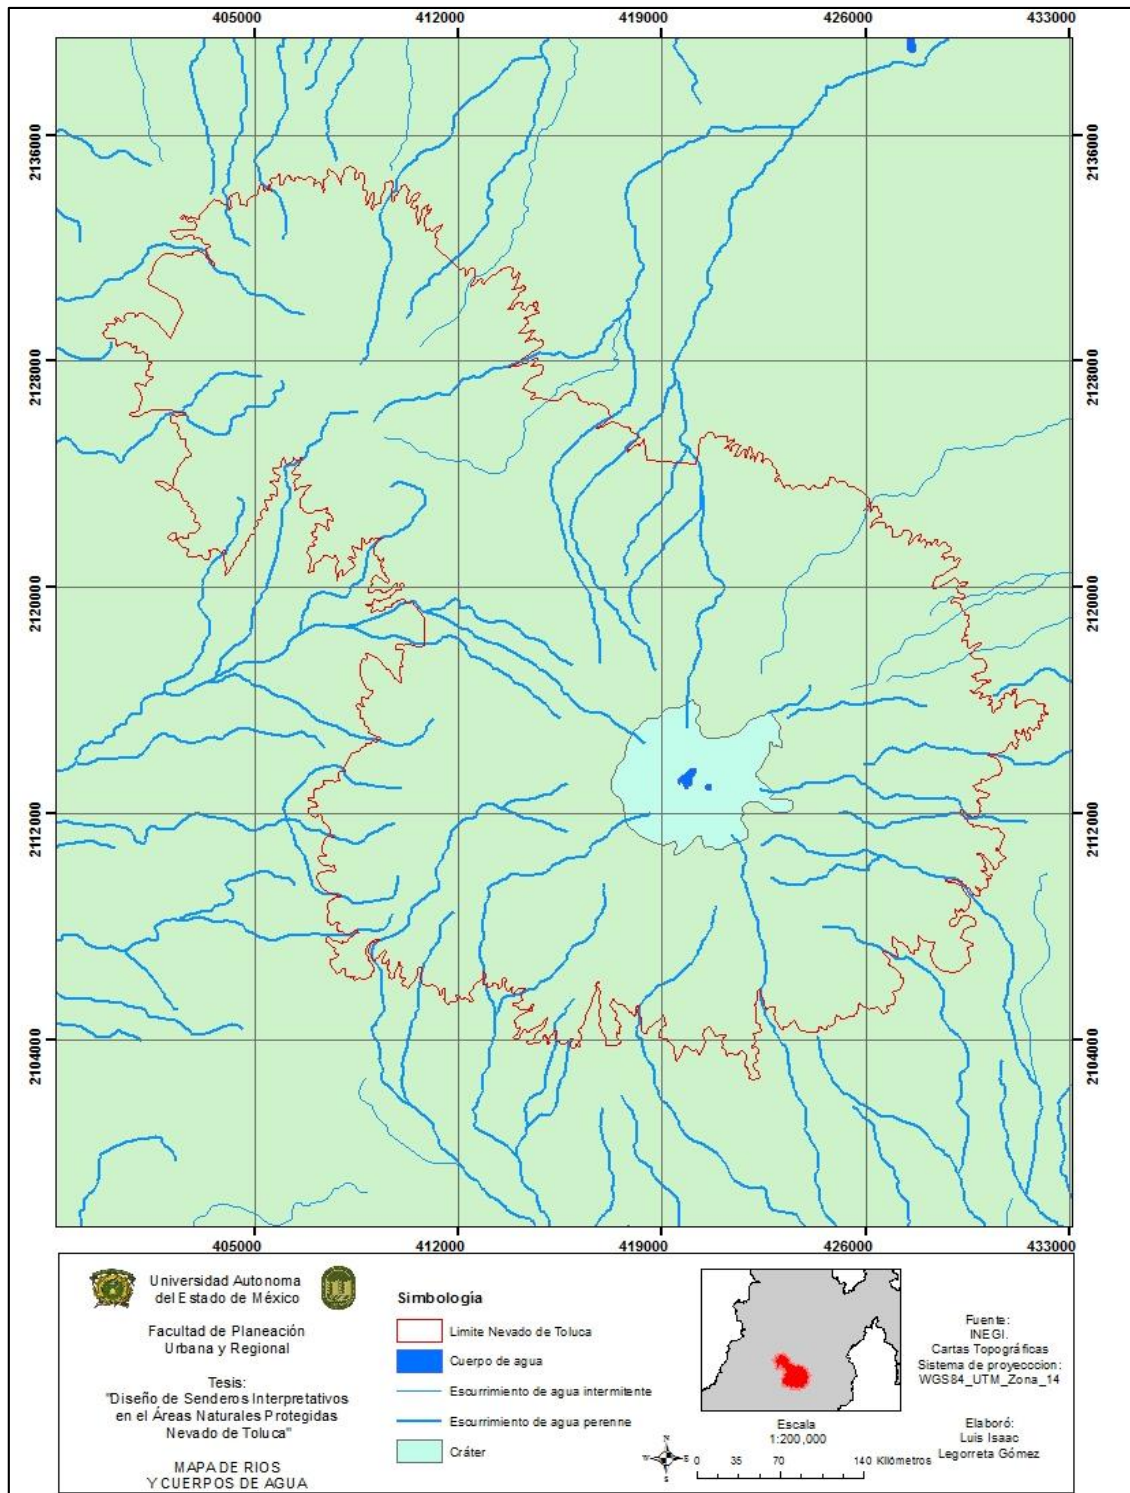 405000 412000 419000 426000 433000
2136000 2136000
2128000 2128000
2120000 2120000
2112000 2112000
2104000 2104000
405000 412000 419000 426000 433000
Universidad Autonoma
del Estado de México
Facultad de Planeación
Urbana y Regional
Tesis:
"Diseño de Senderos Interpretativos
en el Áreas Naturales Protegidas
Nevado de Toluca"
MAPA DE RIOS
Y CUERPOS DE AGUA
Simbología
Limite Nevado de Toluca
Cuerpo de agua
Escurrimiento de agua intermitente
Escurrimiento de agua perenne
Cráter
N
W
E
S
Escala
1:200,000
0 35 70 140 Kilómetros
Fuente:
INEGI.
Cartas Topográficas
Sistema de proyeccion:
WGS84_UTM_Zona_14
Elaboró:
Luis Isaac
Legorreta Gómez